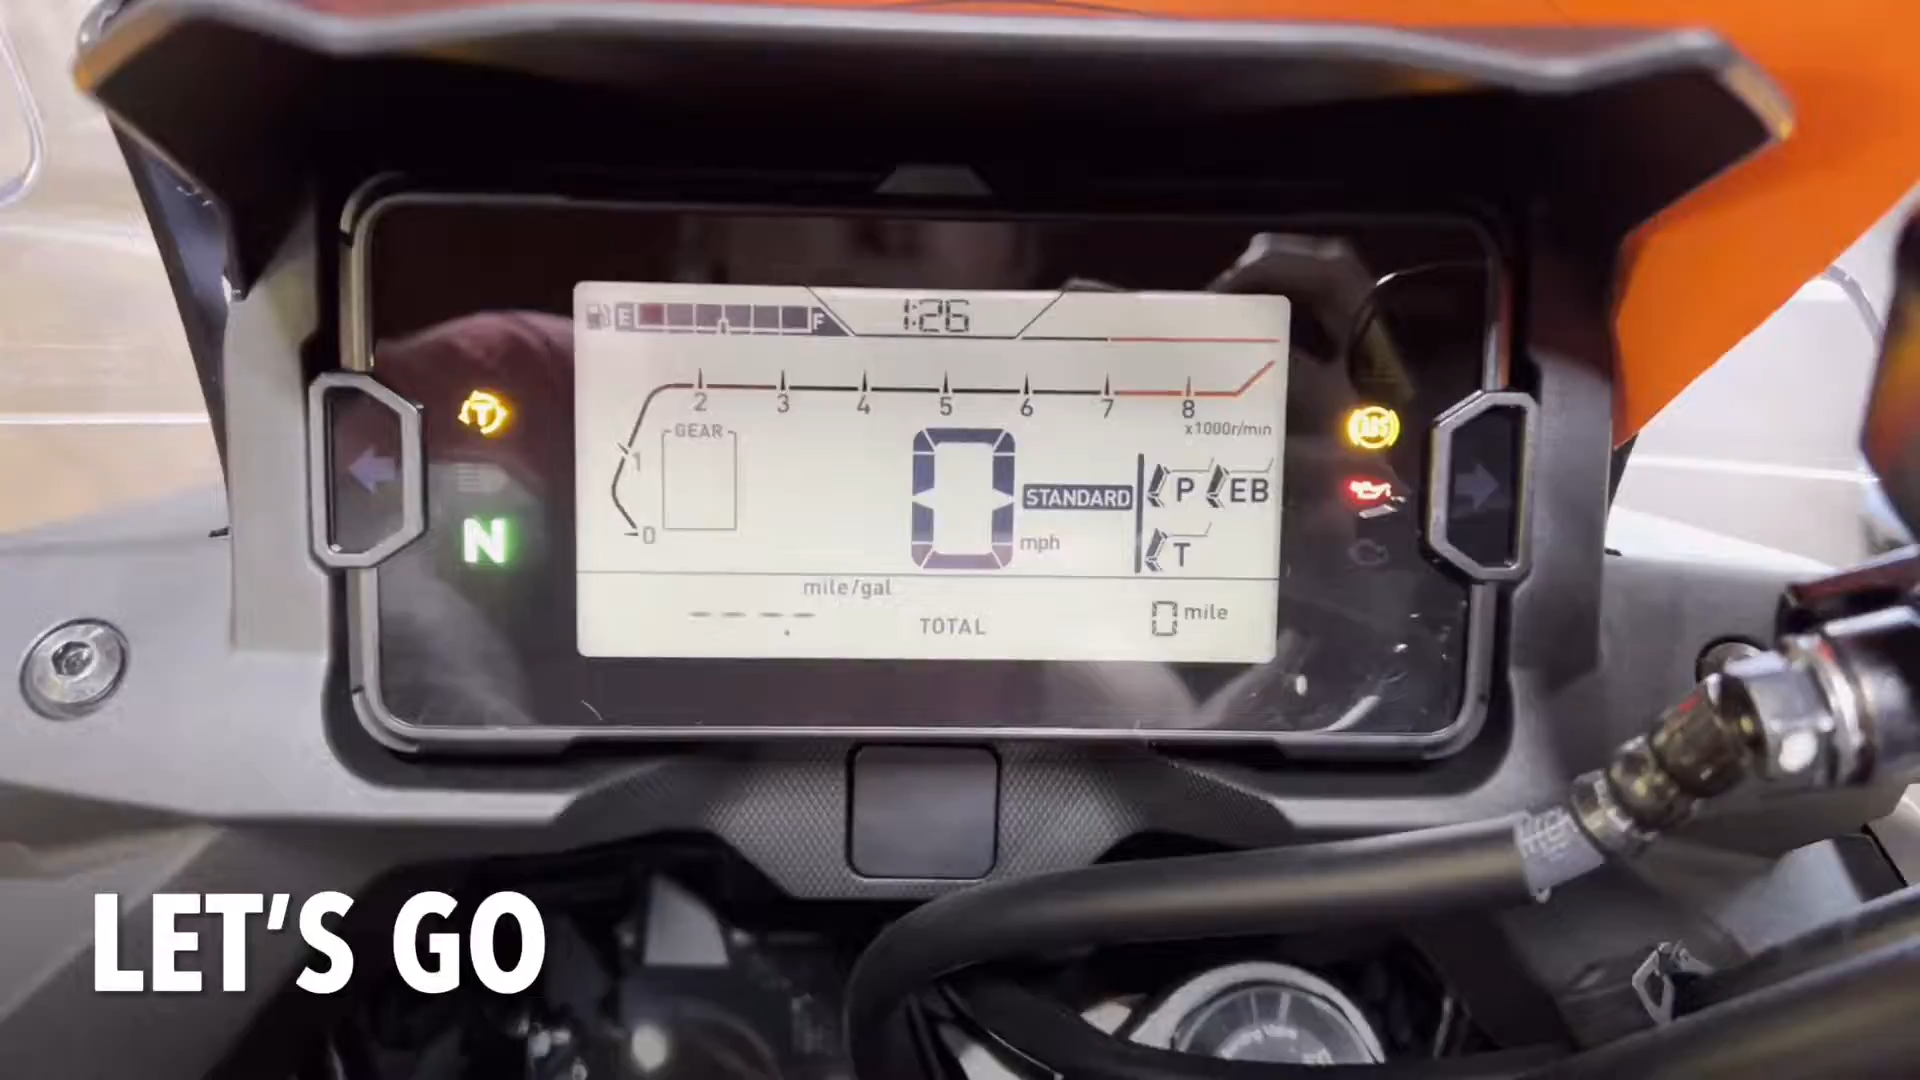 E F 1:26
2 3 4 5 6 7 8
x1000r/min
GEAR
1
0
0 mph
STANDARD
P EB
T
T
N
ABS
mile/gal
----.
TOTAL
0 mile
LET'S GO